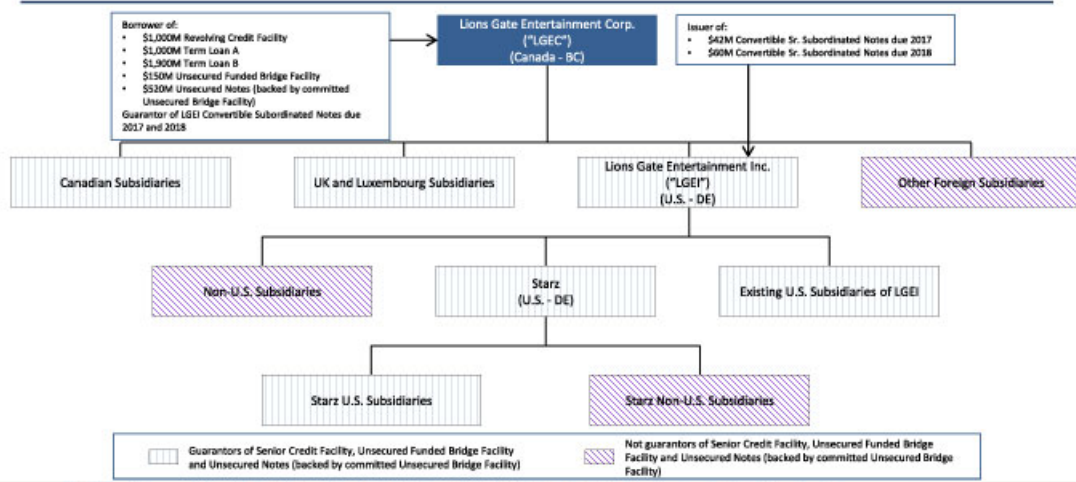 Borrower of:
• $1,000M Revolving Credit Facility
• $1,000M Term Loan A
• $1,900M Term Loan B
• $150M Unsecured Funded Bridge Facility
• $520M Unsecured Notes (backed by committed
Unsecured Bridge Facility)
Guarantor of LGEI Convertible Subordinated Notes due
2017 and 2018
Lions Gate Entertainment Corp.
("LGEC")
(Canada - BC)
Issuer of:
• $42M Convertible Sr. Subordinated Notes due 2017
• $60M Convertible Sr. Subordinated Notes due 2018
Canadian Subsidiaries
UK and Luxembourg Subsidiaries
Lions Gate Entertainment Inc.
("LGEI")
(U.S. - DE)
Other Foreign Subsidiaries
Non-U.S. Subsidiaries
Starz
(U.S. - DE)
Existing U.S. Subsidiaries of LGEI
Starz U.S. Subsidiaries
Starz Non-U.S. Subsidiaries
Guarantors of Senior Credit Facility, Unsecured Funded Bridge Facility
and Unsecured Notes (backed by committed Unsecured Bridge Facility)
Not guarantors of Senior Credit Facility, Unsecured Funded Bridge
Facility and Unsecured Notes (backed by committed Unsecured Bridge
Facility)